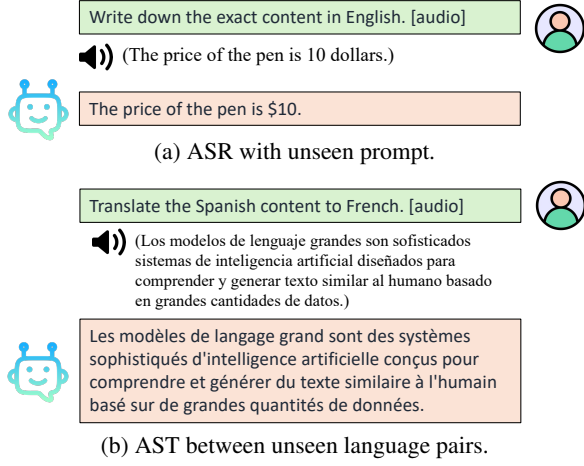 Write down the exact content in English. [audio]
(The price of the pen is 10 dollars.)
The price of the pen is $10.
(a) ASR with unseen prompt.
Translate the Spanish content to French. [audio]
(Los modelos de lenguaje grandes son sofisticados
sistemas de inteligencia artificial diseñados para
comprender y generar texto similar al humano basado
en grandes cantidades de datos.)
Les modèles de langage grand sont des systèmes
sophistiqués d'intelligence artificielle conçus pour
comprendre et générer du texte similaire à l'humain
basé sur de grandes quantités de données.
(b) AST between unseen language pairs.